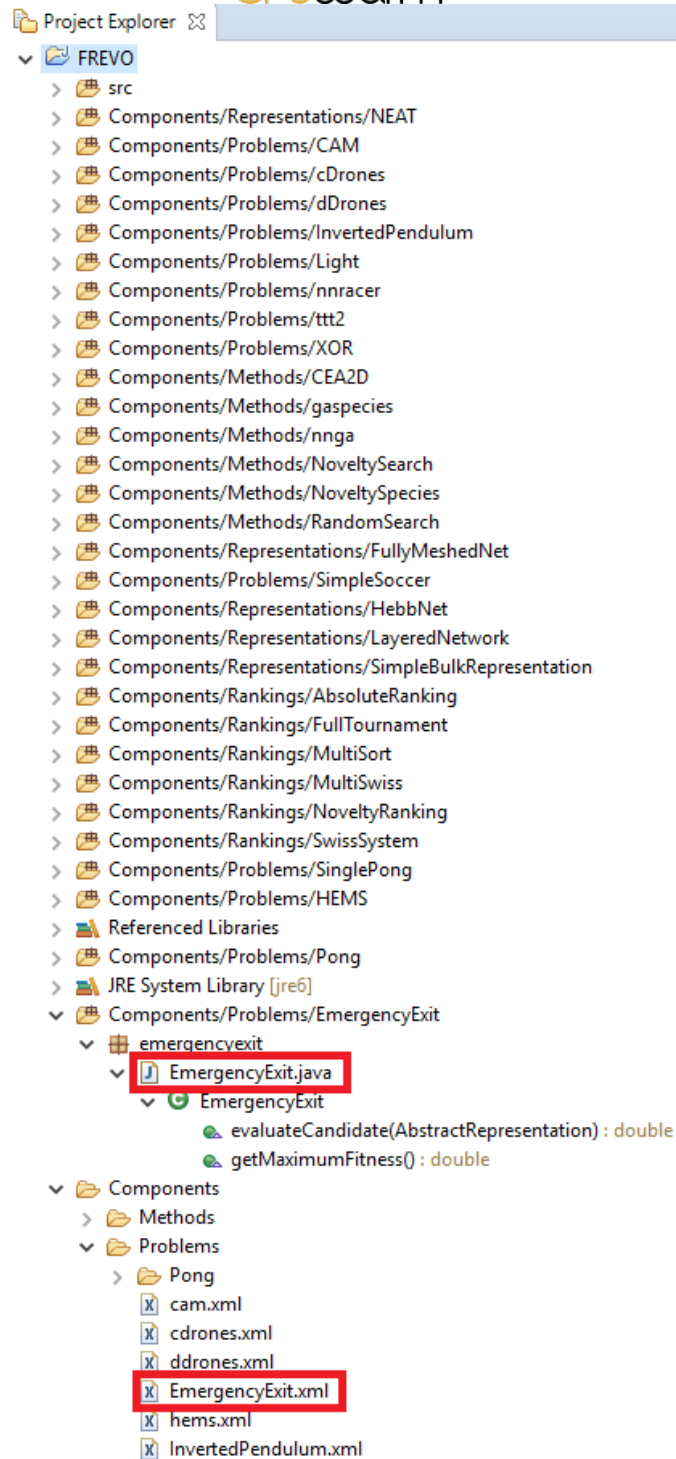 Project Explorer
FREVO
src
Components/Representations/NEAT
Components/Problems/CAM
Components/Problems/cDrones
Components/Problems/dDrones
Components/Problems/InvertedPendulum
Components/Problems/Light
Components/Problems/nnracer
Components/Problems/ttt2
Components/Problems/XOR
Components/Methods/CEA2D
Components/Methods/gaspecies
Components/Methods/nnga
Components/Methods/NoveltySearch
Components/Methods/NoveltySpecies
Components/Methods/RandomSearch
Components/Representations/FullyMeshedNet
Components/Problems/SimpleSoccer
Components/Representations/HebbNet
Components/Representations/LayeredNetwork
Components/Representations/SimpleBulkRepresentation
Components/Rankings/AbsoluteRanking
Components/Rankings/FullTournament
Components/Rankings/MultiSort
Components/Rankings/MultiSwiss
Components/Rankings/NoveltyRanking
Components/Rankings/SwissSystem
Components/Problems/SinglePong
Components/Problems/HEMS
Referenced Libraries
Components/Problems/Pong
JRE System Library [jre6]
Components/Problems/EmergencyExit
emergencyexit
EmergencyExit.java
EmergencyExit
evaluateCandidate(AbstractRepresentation) : double
getMaximumFitness() : double
Components
Methods
Problems
Pong
cam.xml
cdrones.xml
ddrones.xml
EmergencyExit.xml
hems.xml
InvertedPendulum.xml